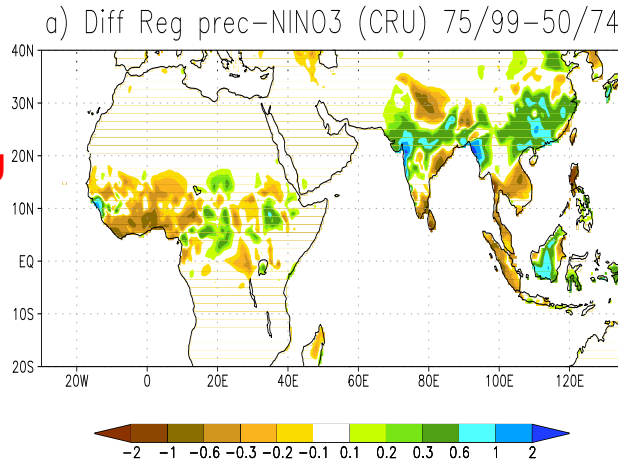 a) Diff Reg prec-NINO3 (CRU) 75/99-50/74
40N
30N
20N
10N
EQ
10S
20S
20W 0 20E 40E 60E 80E 100E 120E
-2 -1 -0.6 -0.3 -0.2 -0.1 0.1 0.2 0.3 0.6 1 2